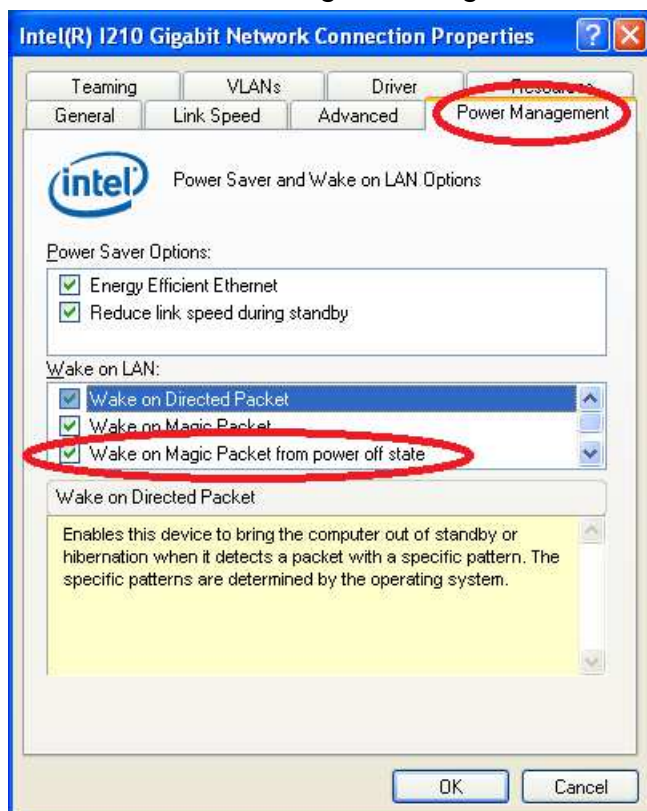 Intel(R) I210 Gigabit Network Connection Properties
Teaming VLANs Driver Resources
General Link Speed Advanced Power Management
intel Power Saver and Wake on LAN Options
Power Saver Options:
Energy Efficient Ethernet
Reduce link speed during standby
Wake on LAN:
Wake on Directed Packet
Wake on Magic Packet
Wake on Magic Packet from power off state
Wake on Directed Packet
Enables this device to bring the computer out of standby or
hibernation when it detects a packet with a specific pattern. The
specific patterns are determined by the operating system.
OK Cancel